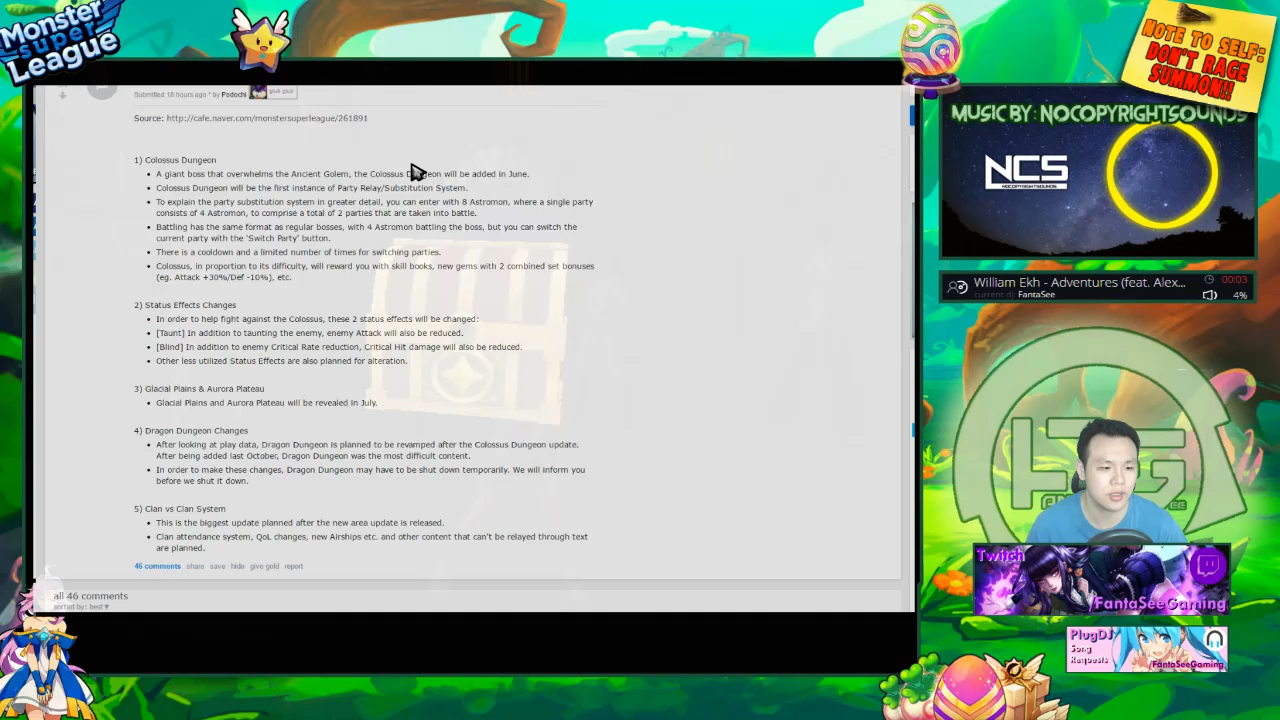 Monster
super
League
NOTE TO SELF:
DON'T RAGE
SUMMON!!
Submitted 18 hours ago * by Podochi
Source: http://cafe.naver.com/monstersuperleague/261891
1) Colossus Dungeon
• A giant boss that overwhelms the Ancient Golem, the Colossus D eon will be added in June.
• Colossus Dungeon will be the first instance of Party Relay/Substitution System.
• To explain the party substitution system in greater detail, you can enter with 8 Astromon, where a single party
consists of 4 Astromon, to comprise a total of 2 parties that are taken into battle.
• Battling has the same format as regular bosses, with 4 Astromon battling the boss, but you can switch the
current party with the 'Switch Party' button.
• There is a cooldown and a limited number of times for switching parties.
• Colossus, in proportion to its difficulty, will reward you with skill books, new gems with 2 combined set bonuses
(eg. Attack +30%/Def -10%), etc.
2) Status Effects Changes
• In order to help fight against the Colossus, these 2 status effects will be changed:
• [Taunt] In addition to taunting the enemy, enemy Attack will also be reduced.
• [Blind] In addition to enemy Critical Rate reduction, Critical Hit damage will also be reduced.
• Other less utilized Status Effects are also planned for alteration.
3) Glacial Plains & Aurora Plateau
• Glacial Plains and Aurora Plateau will be revealed in July.
4) Dragon Dungeon Changes
• After looking at play data, Dragon Dungeon is planned to be revamped after the Colossus Dungeon update.
After being added last October, Dragon Dungeon was the most difficult content.
• In order to make these changes, Dragon Dungeon may have to be shut down temporarily. We will inform you
before we shut it down.
5) Clan vs Clan System
• This is the biggest update planned after the new area update is released.
• Clan attendance system, QoL changes, new Airships etc. and other content that can't be relayed through text
are planned.
46 comments share save hide give gold report
all 46 comments
sorted by: best ▼
MUSIC BY: NOCOPYRIGHTSOUNDS
NCS
NOCOPYRIGHTSOUNDS
William Ekh - Adventures (feat. Alex...
current dj FantaSee
00:03
4%
Twitch
FantaSeeGaming
PlugDJ
Song
Requests
FantaSeeGaming